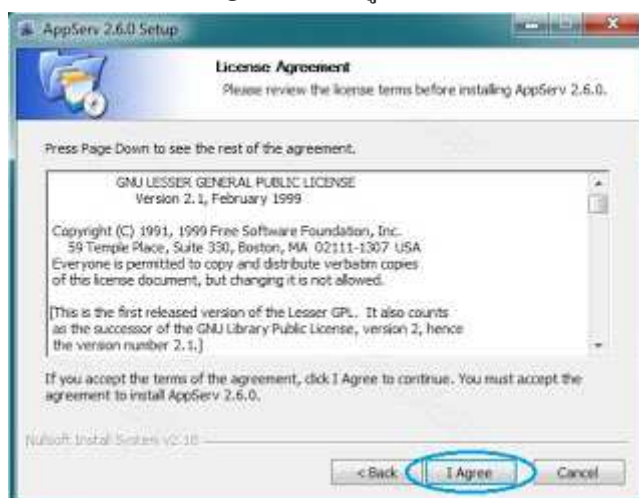 AppServ 2.6.0 Setup
License Agreement
Please review the license terms before installing AppServ 2.6.0.
Press Page Down to see the rest of the agreement.
GNU LESSER GENERAL PUBLIC LICENSE
Version 2.1, February 1999
Copyright (C) 1991, 1999 Free Software Foundation, Inc.
59 Temple Place, Suite 330, Boston, MA 02111-1307 USA
Everyone is permitted to copy and distribute verbatim copies
of this license document, but changing it is not allowed.
[This is the first released version of the Lesser GPL. It also counts
as the successor of the GNU Library Public License, version 2, hence
the version number 2.1.]
If you accept the terms of the agreement, click I Agree to continue. You must accept the
agreement to install AppServ 2.6.0.
Nullsoft Install System v2.18
< Back I Agree Cancel